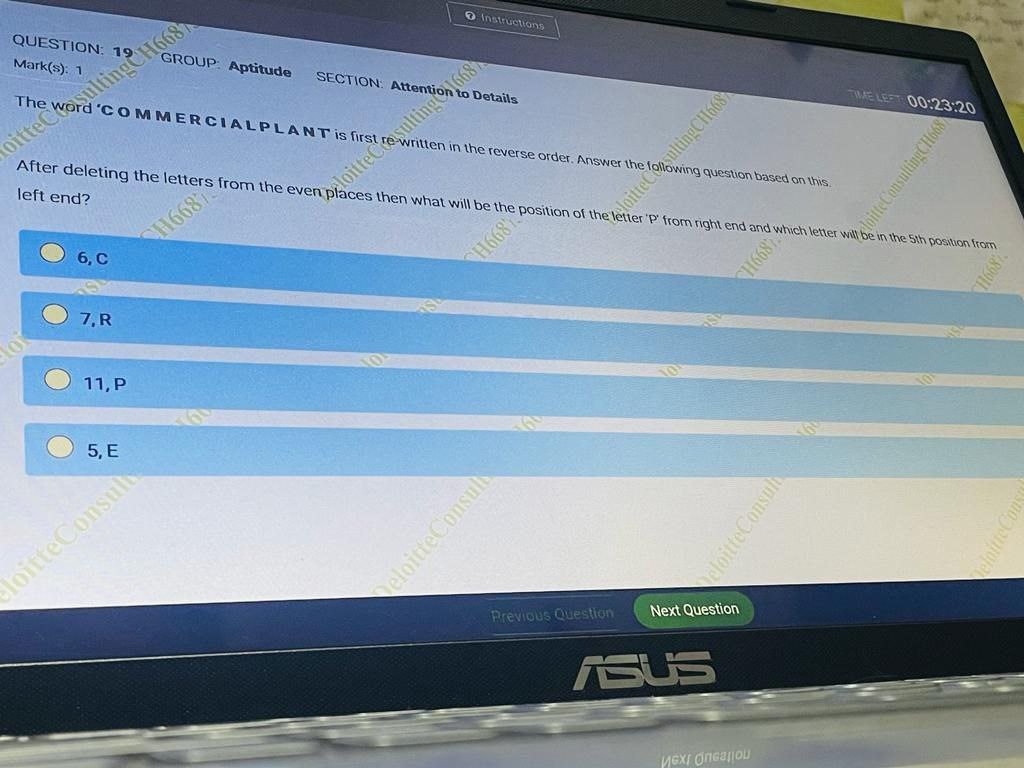 Instructions
QUESTION: 19 GROUP: Aptitude SECTION: Attention to Details
Mark(s): 1
TIME LEFT 00:23:20
The word 'C O M M E R C I A L P L A N T' is first re-written in the reverse order. Answer the following question based on this.
After deleting the letters from the even places then what will be the position of the letter 'P' from right end and which letter will be in the 5th position from
left end?
6, C
7, R
11, P
5, E
Previous Question Next Question
ASUS
Next Question